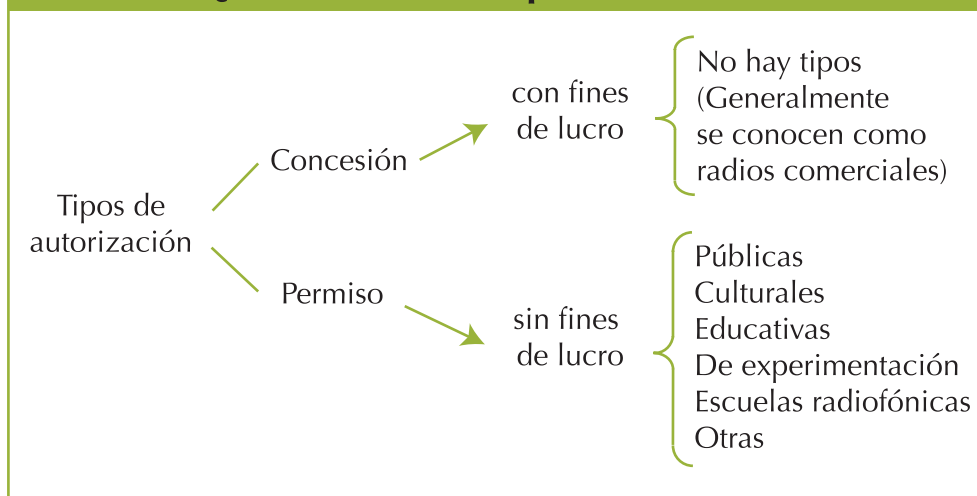 Tipos de
autorización
Concesión
con fines
de lucro
No hay tipos
(Generalmente
se conocen como
radios comerciales)
Permiso
sin fines
de lucro
Públicas
Culturales
Educativas
De experimentación
Escuelas radiofónicas
Otras